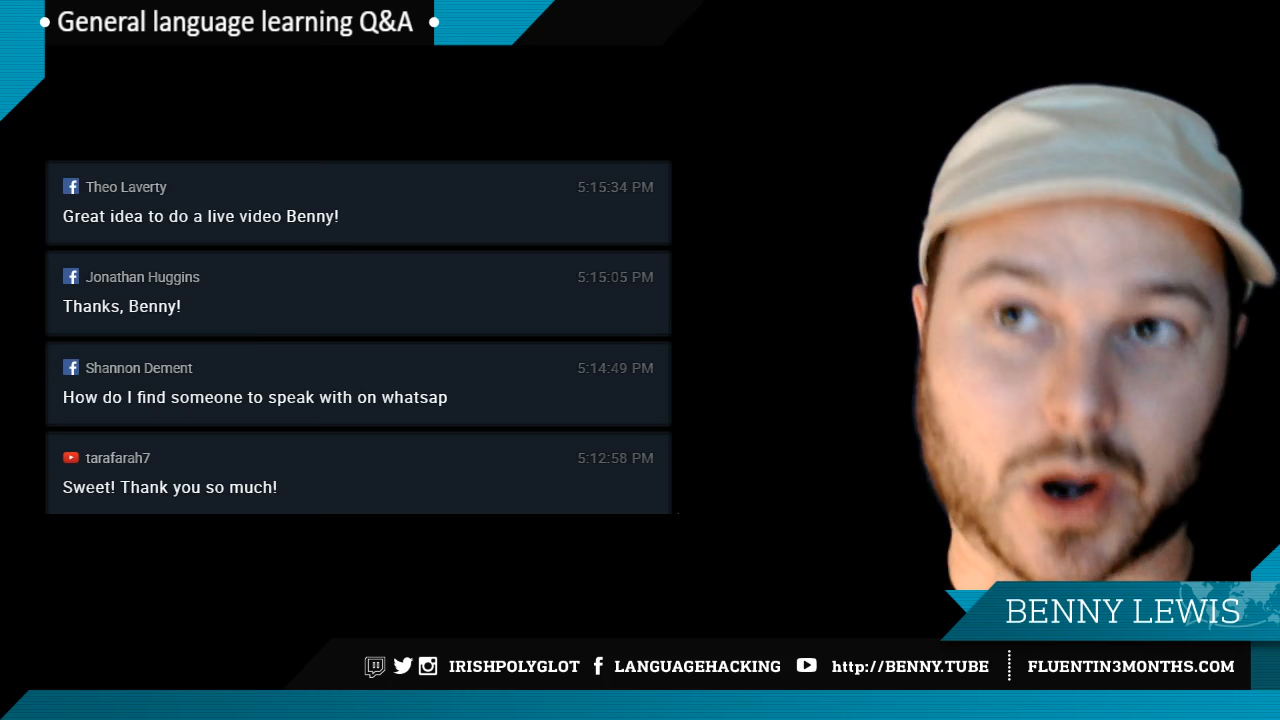 General language learning Q&A
Theo Laverty 5:15:34 PM
Great idea to do a live video Benny!
Jonathan Huggins 5:15:05 PM
Thanks, Benny!
Shannon Dement 5:14:49 PM
How do I find someone to speak with on whatsap
tarafarah7 5:12:58 PM
Sweet! Thank you so much!
BENNY LEWIS
IRISHPOLYGLOT LANGUAGEHACKING http://BENNY.TUBE FLUENTIN3MONTHS.COM